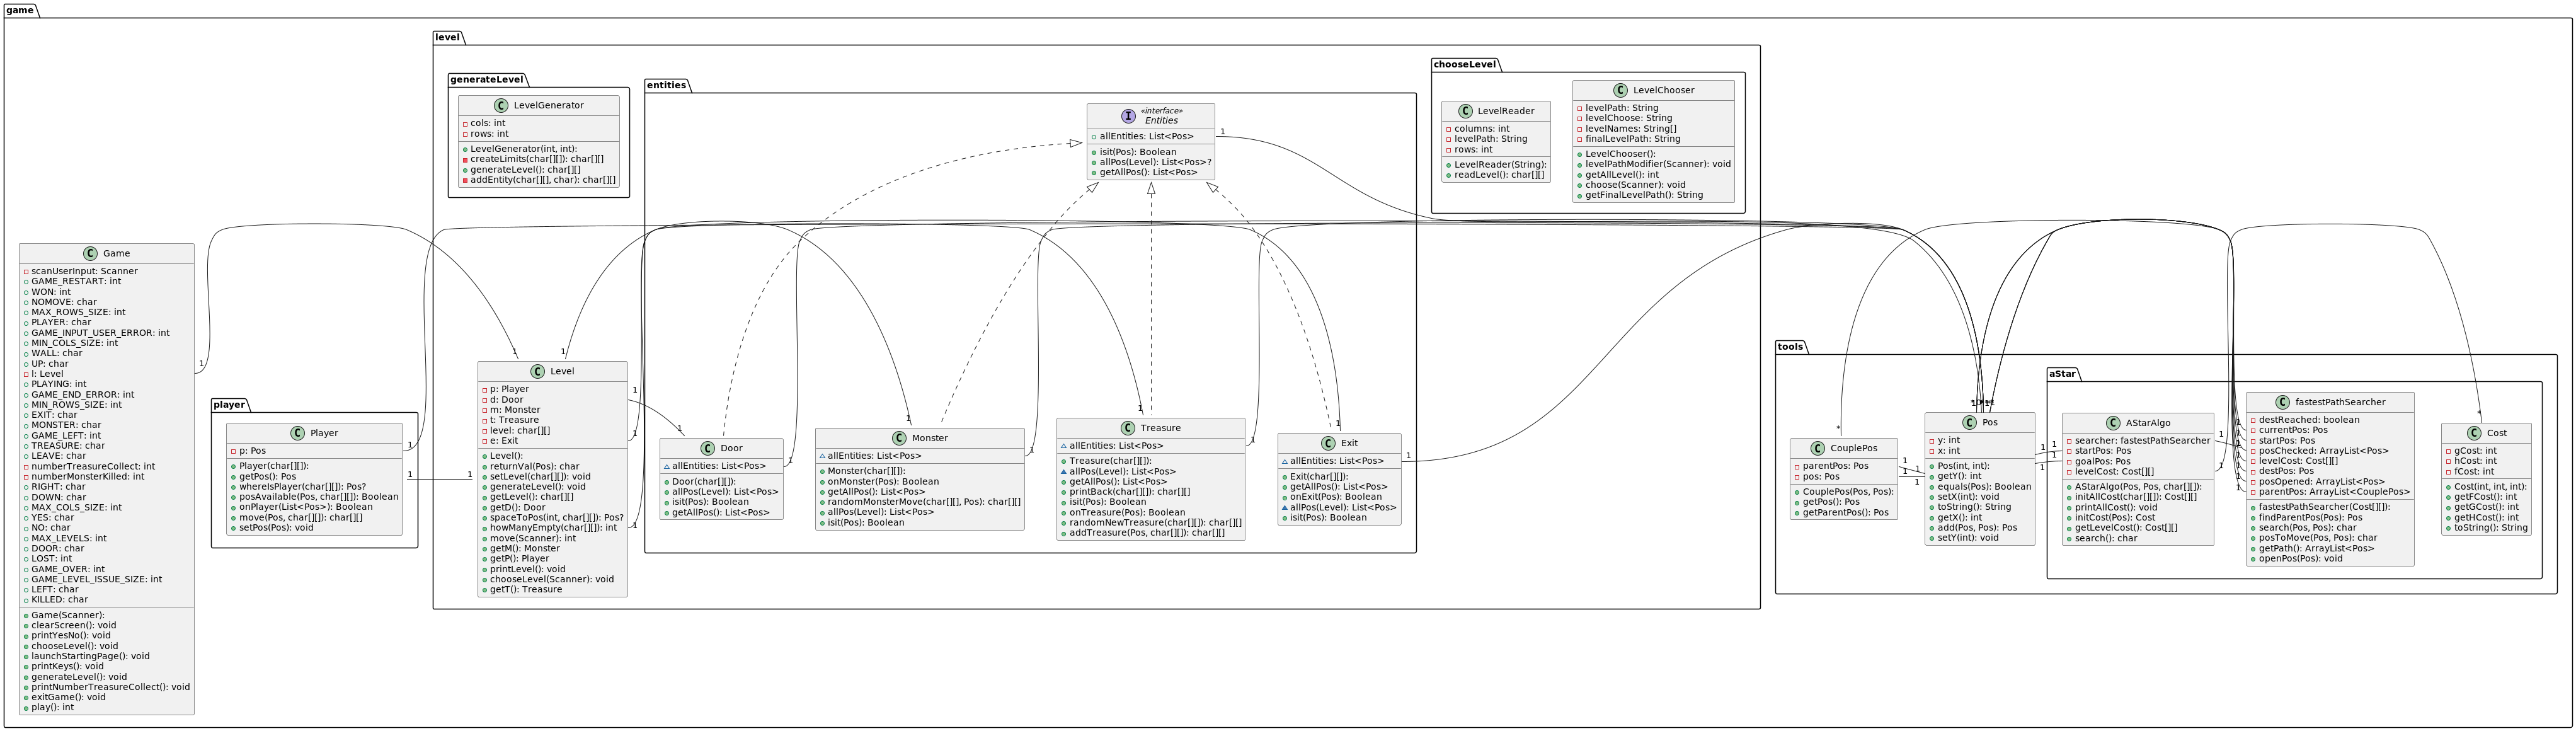 game
level
generateLevel
C LevelGenerator
cols: int
rows: int
LevelGenerator(int, int):
createLimits(char[][]): char[][]
generateLevel(): char[][]
addEntity(char[][], char): char[][]
entities
I «interface»
Entities
allEntities: List<Pos>
isit(Pos): Boolean
allPos(Level): List<Pos>?
getAllPos(): List<Pos>
1
chooseLevel
C LevelReader
columns: int
levelPath: String
rows: int
LevelReader(String):
readLevel(): char[][]
C LevelChooser
levelPath: String
levelChoose: String
levelNames: String[]
finalLevelPath: String
LevelChooser():
levelPathModifier(Scanner): void
getAllLevel(): int
choose(Scanner): void
getFinalLevelPath(): String
C Game
scanUserInput: Scanner
GAME_RESTART: int
WON: int
NOMOVE: char
MAX_ROWS_SIZE: int
PLAYER: char
GAME_INPUT_USER_ERROR: int
MIN_COLS_SIZE: int
WALL: char
UP: char
l: Level
PLAYING: int
GAME_END_ERROR: int
MIN_ROWS_SIZE: int
EXIT: char
MONSTER: char
GAME_LEFT: int
TREASURE: char
LEAVE: char
numberTreasureCollect: int
numberMonsterKilled: int
RIGHT: char
DOWN: char
MAX_COLS_SIZE: int
YES: char
NO: char
MAX_LEVELS: int
DOOR: char
LOST: int
GAME_OVER: int
GAME_LEVEL_ISSUE_SIZE: int
LEFT: char
KILLED: char
Game(Scanner):
clearScreen(): void
printYesNo(): void
chooseLevel(): void
launchStartingPage(): void
printKeys(): void
generateLevel(): void
printNumberTreasureCollect(): void
exitGame(): void
play(): int
1
player
C Player
p: Pos
Player(char[][]):
getPos(): Pos
whereIsPlayer(char[][]): Pos?
posAvailable(Pos, char[][]): Boolean
onPlayer(List<Pos>): Boolean
move(Pos, char[][]): char[][]
setPos(Pos): void
1
1
1
1
1
C Level
p: Player
d: Door
m: Monster
t: Treasure
level: char[][]
e: Exit
Level():
returnVal(Pos): char
setLevel(char[][]): void
generateLevel(): void
getLevel(): char[][]
getD(): Door
spaceToPos(int, char[][]): Pos?
howManyEmpty(char[][]): int
move(Scanner): int
getM(): Monster
getP(): Player
printLevel(): void
chooseLevel(Scanner): void
getT(): Treasure
1
1
1
1
C Door
allEntities: List<Pos>
Door(char[][]):
allPos(Level): List<Pos>
isit(Pos): Boolean
getAllPos(): List<Pos>
1
1
C Monster
allEntities: List<Pos>
Monster(char[][]):
onMonster(Pos): Boolean
getAllPos(): List<Pos>
randomMonsterMove(char[][], Pos): char[][]
allPos(Level): List<Pos>
isit(Pos): Boolean
1
1
C Treasure
allEntities: List<Pos>
Treasure(char[][]):
allPos(Level): List<Pos>
getAllPos(): List<Pos>
printBack(char[][]): char[][]
isit(Pos): Boolean
onTreasure(Pos): Boolean
randomNewTreasure(char[][]): char[][]
addTreasure(Pos, char[][]): char[][]
1
1
C Exit
allEntities: List<Pos>
Exit(char[][]):
getAllPos(): List<Pos>
onExit(Pos): Boolean
allPos(Level): List<Pos>
isit(Pos): Boolean
1
tools
*
C CouplePos
parentPos: Pos
pos: Pos
CouplePos(Pos, Pos):
getPos(): Pos
getParentPos(): Pos
1
1
1
1
C Pos
y: int
x: int
Pos(int, int):
getY(): int
equals(Pos): Boolean
setX(int): void
toString(): String
getX(): int
add(Pos, Pos): Pos
setY(int): void
1
1
1
1
aStar
C AStarAlgo
searcher: fastestPathSearcher
startPos: Pos
goalPos: Pos
levelCost: Cost[][]
AStarAlgo(Pos, Pos, char[][]):
initAllCost(char[][]): Cost[][]
printAllCost(): void
initCost(Pos): Cost
getLevelCost(): Cost[][]
search(): char
1
1
C fastestPathSearcher
destReached: boolean
currentPos: Pos
startPos: Pos
posChecked: ArrayList<Pos>
levelCost: Cost[][]
destPos: Pos
posOpened: ArrayList<Pos>
parentPos: ArrayList<CouplePos>
fastestPathSearcher(Cost[][]):
findParentPos(Pos): Pos
search(Pos, Pos): char
posToMove(Pos, Pos): char
getPath(): ArrayList<Pos>
openPos(Pos): void
*
C Cost
gCost: int
hCost: int
fCost: int
Cost(int, int, int):
getFCost(): int
getGCost(): int
getHCost(): int
toString(): String